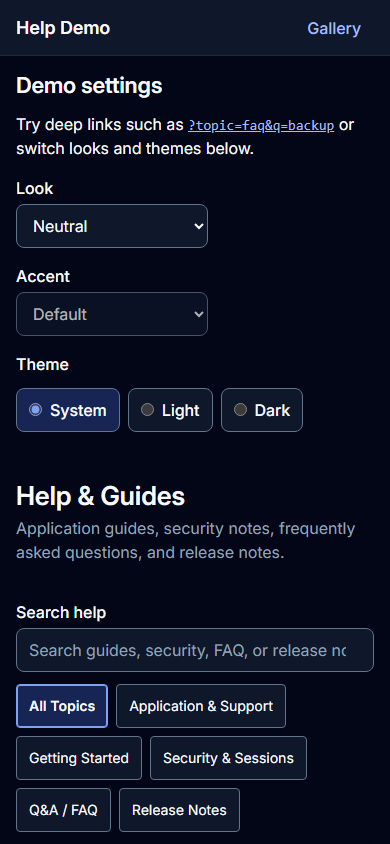 Help Demo
Gallery
Demo settings
Try deep links such as ?topic=faq&q=backup or
switch looks and themes below.
Look
Neutral
Accent
Default
Theme
System
Light
Dark
Help & Guides
Application guides, security notes, frequently
asked questions, and release notes.
Search help
Search guides, security, FAQ, or release
All Topics
Application & Support
Getting Started
Security & Sessions
Q&A / FAQ
Release Notes